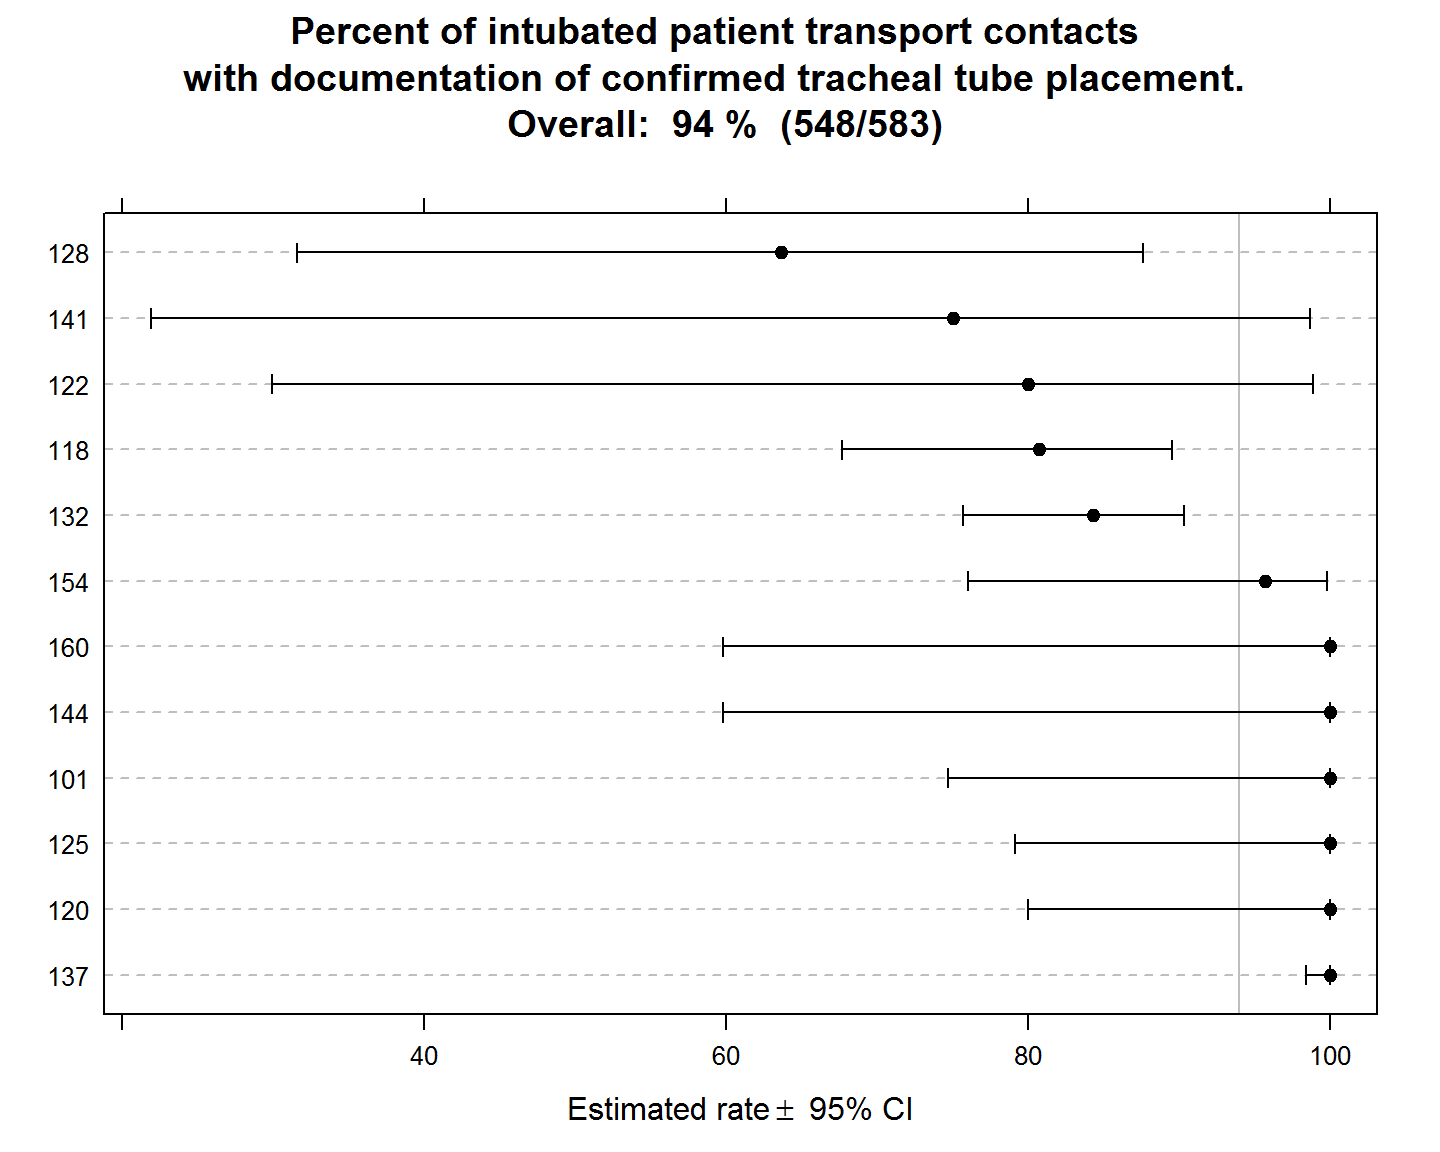 Percent of intubated patient transport contacts
with documentation of confirmed tracheal tube placement.
Overall: 94 % (548/583)
128
141
122
118
132
154
160
144
101
125
120
137
40 60 80 100
Estimated rate ± 95% CI